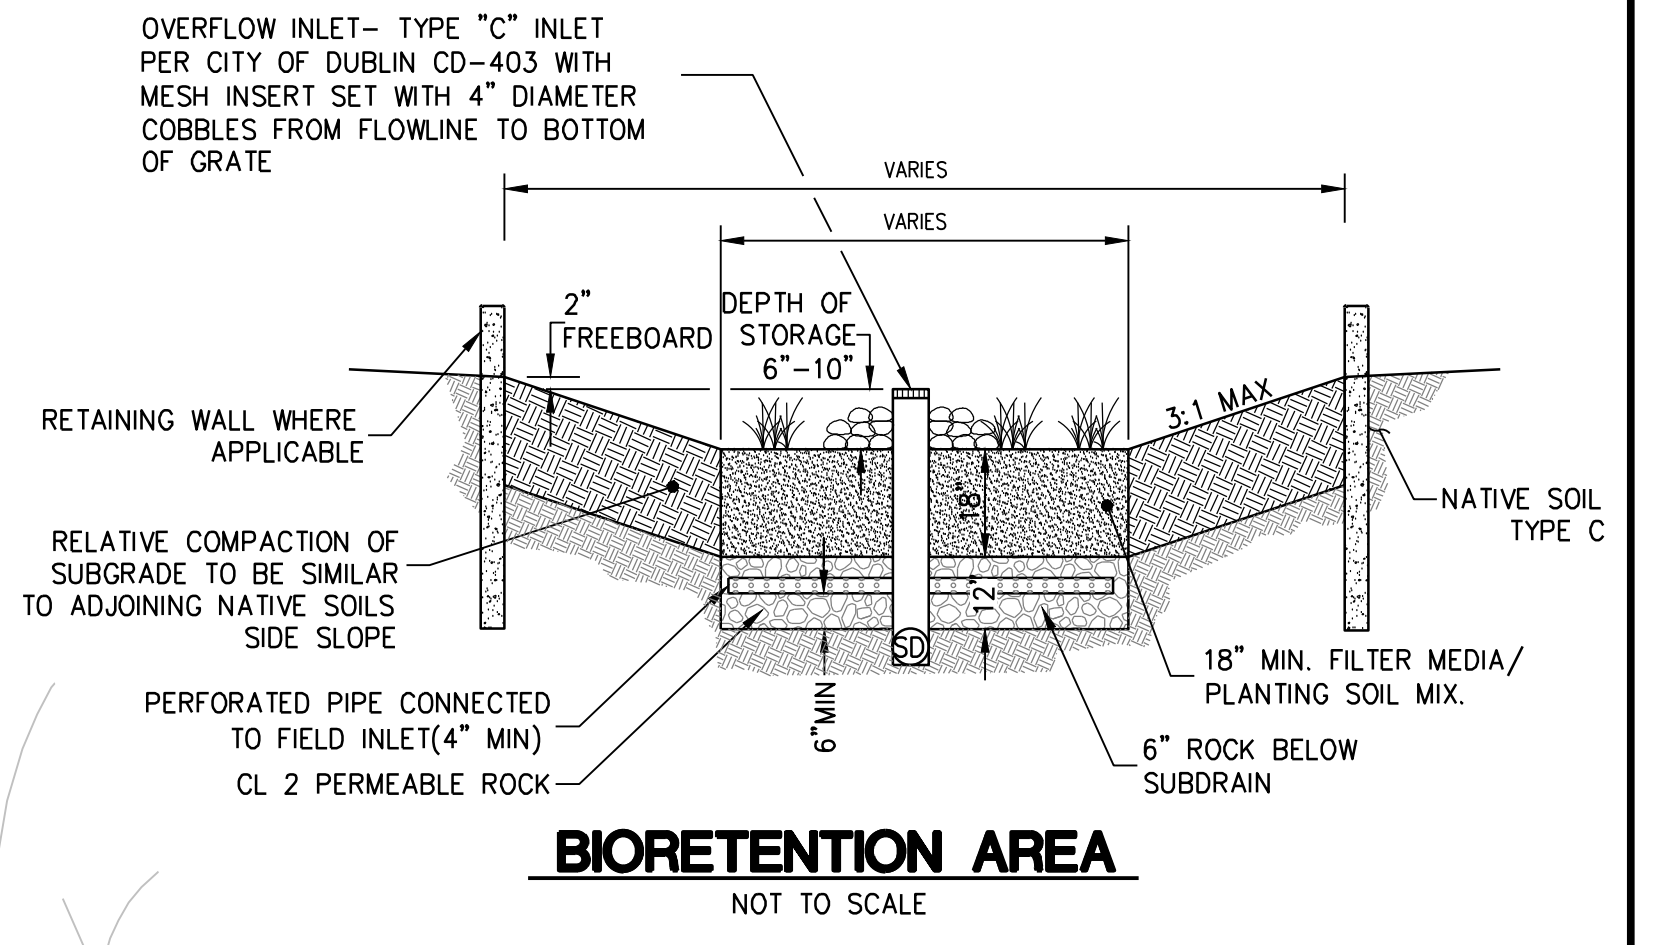 OVERFLOW INLET- TYPE "C" INLET
PER CITY OF DUBLIN CD-403 WITH
MESH INSERT SET WITH 4" DIAMETER
COBBLES FROM FLOWLINE TO BOTTOM
OF GRATE
VARIES
VARIES
2"
FREEBOARD
DEPTH OF
STORAGE
6"-10"
3:1 MAX
RETAINING WALL WHERE
APPLICABLE
18"
NATIVE SOIL
TYPE C
RELATIVE COMPACTION OF
SUBGRADE TO BE SIMILAR
TO ADJOINING NATIVE SOILS
SIDE SLOPE
12"
SD
18" MIN. FILTER MEDIA/
PLANTING SOIL MIX.
PERFORATED PIPE CONNECTED
TO FIELD INLET(4" MIN)
6"MIN
6" ROCK BELOW
SUBDRAIN
CL 2 PERMEABLE ROCK
BIORETENTION AREA
NOT TO SCALE